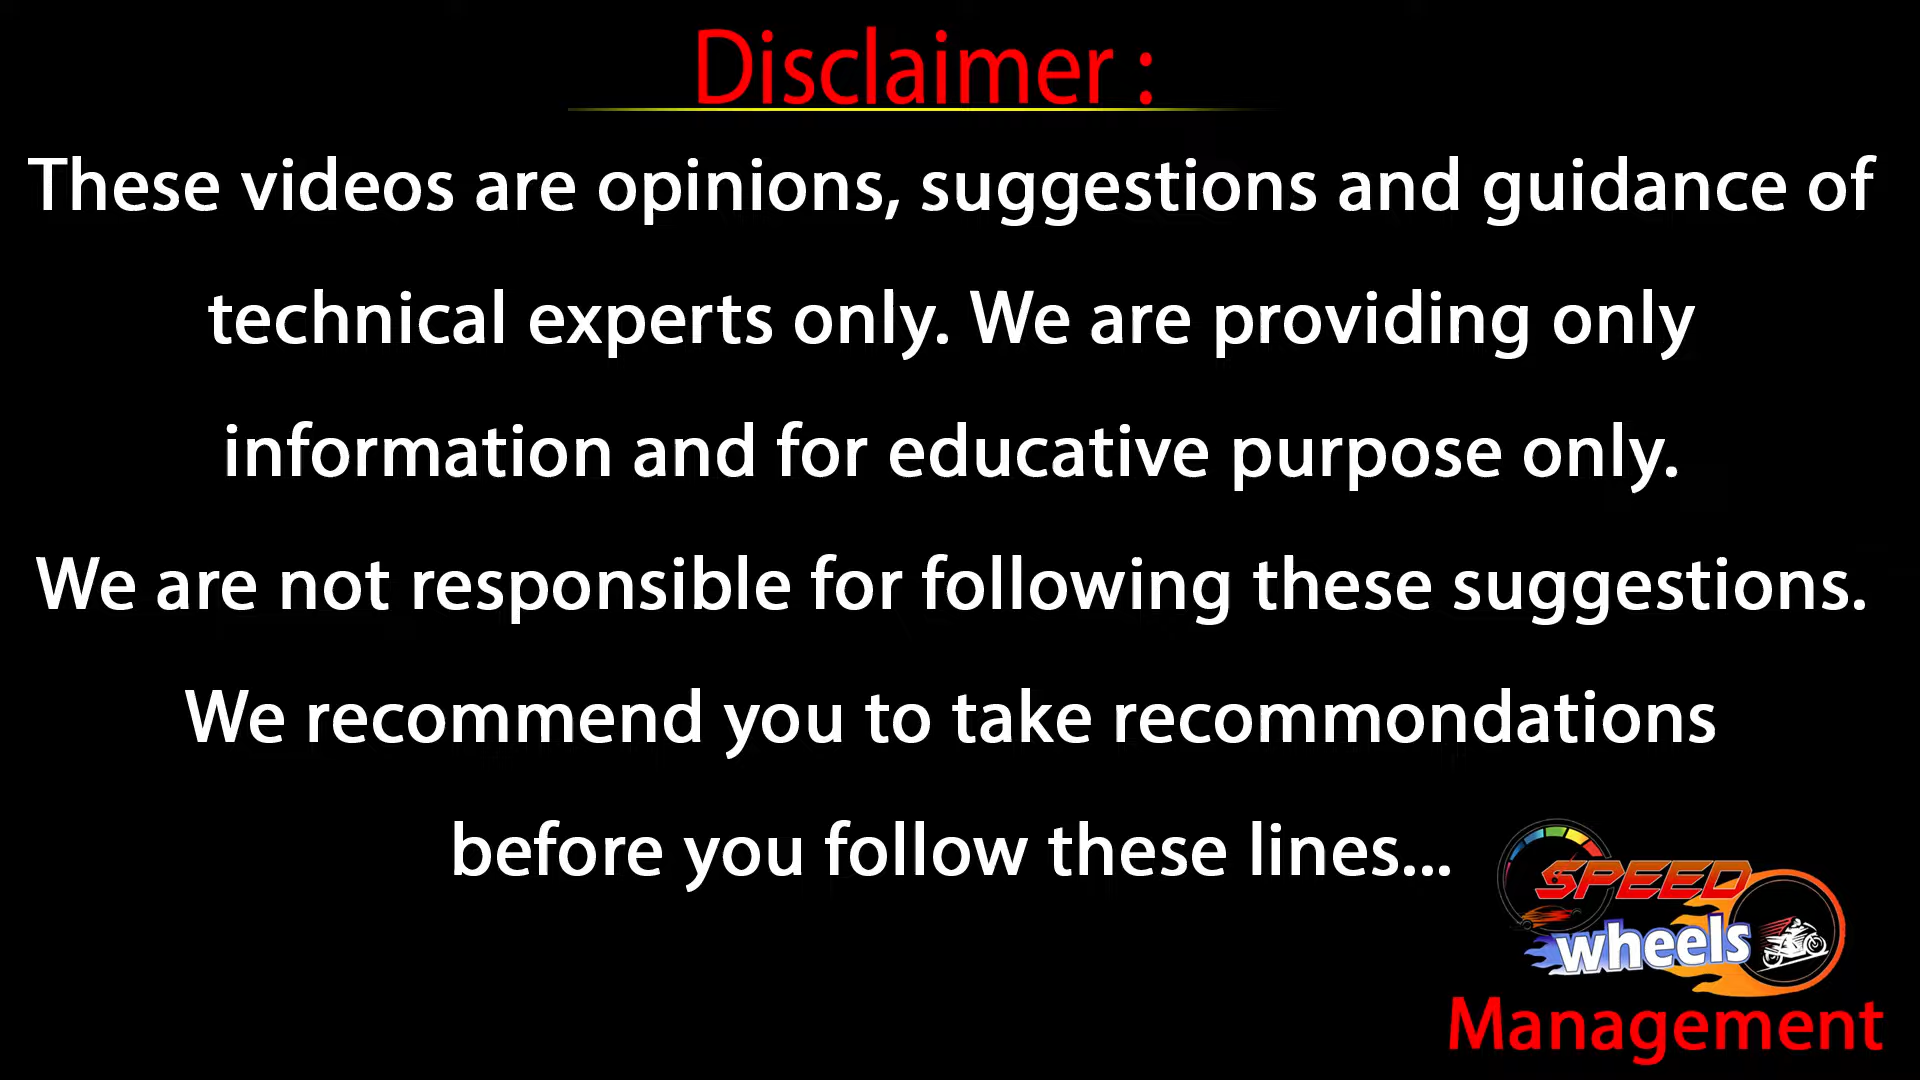 Disclaimer :
These videos are opinions, suggestions and guidance of
technical experts only. We are providing only
information and for educative purpose only.
We are not responsible for following these suggestions.
We recommend you to take recommondations
before you follow these lines...
SPEED
wheels
Management